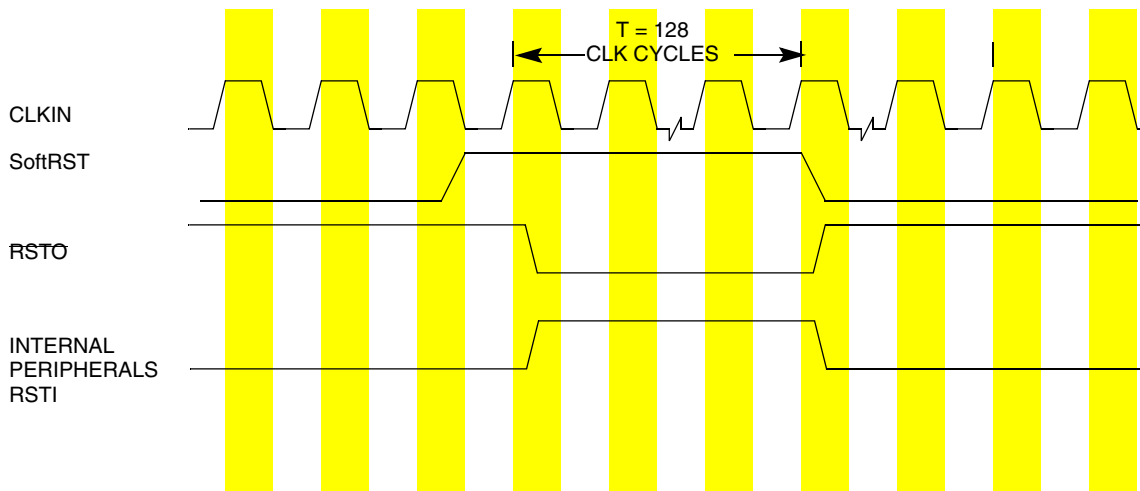 T = 128
CLK CYCLES
CLKIN
SoftRST
RSTO
INTERNAL
PERIPHERALS
RSTI